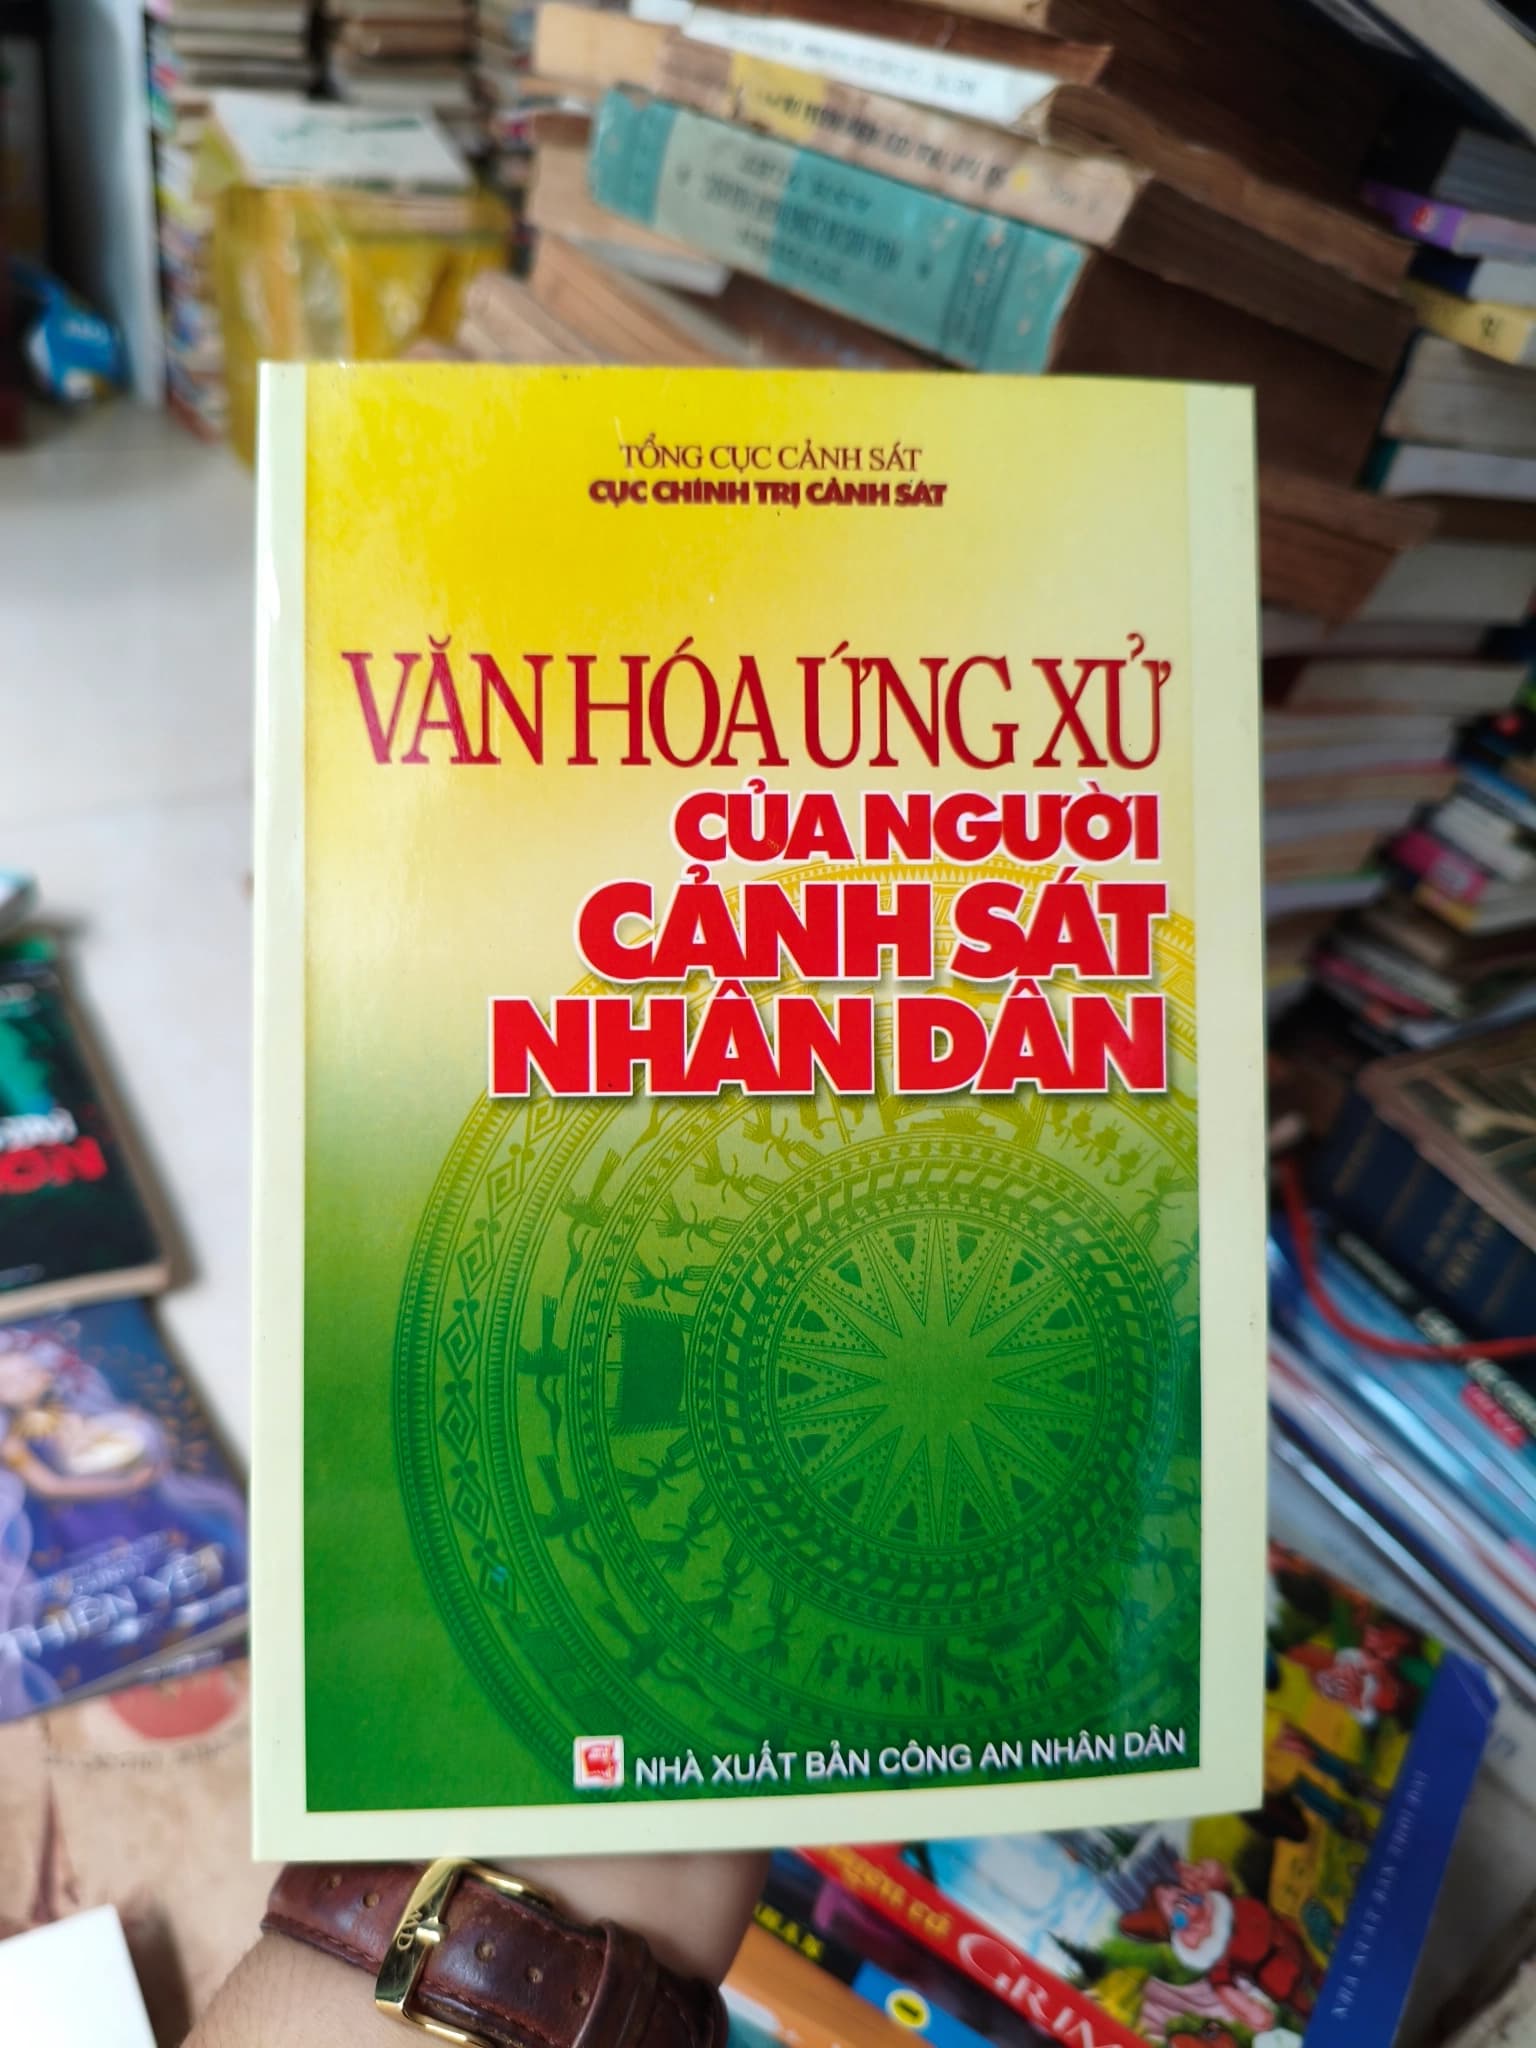 TỔNG CỤC CẢNH SÁT
CỤC CHÍNH TRỊ CẢNH SÁT
VĂN HÓA ỨNG XỬ
CỦA NGƯỜI
CẢNH SÁT
NHÂN DÂN
NHÀ XUẤT BẢN CÔNG AN NHÂN DÂN
GRIM